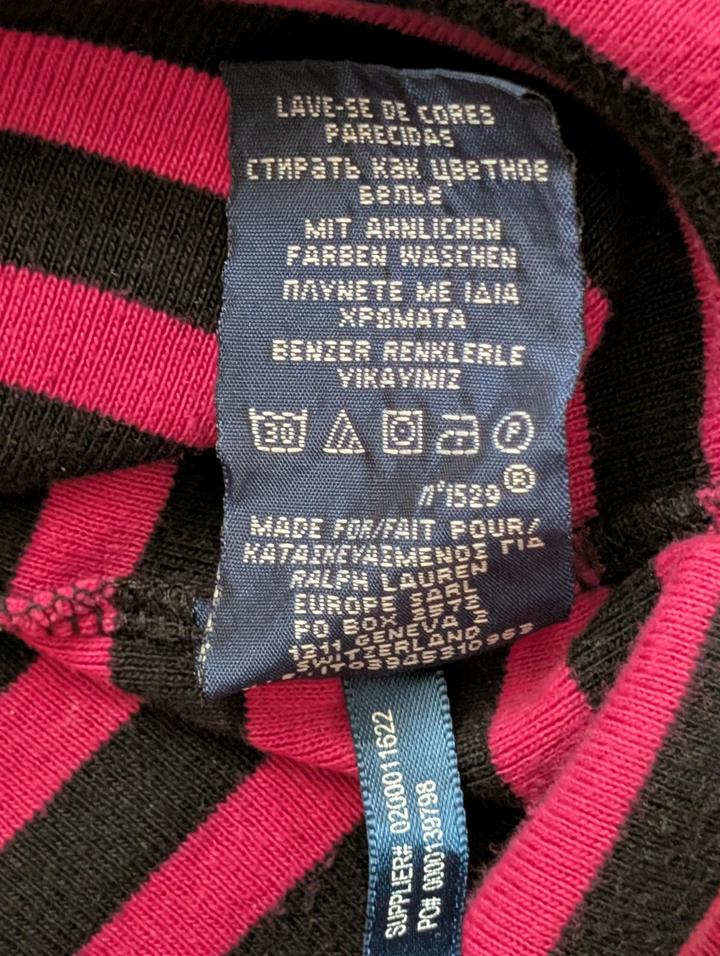 LAVE-SE DE CORES
PARECIDAS
СТИРАТЬ КАК ЦВЕТНОЕ
БЕЛЬЕ
MIT AHNLICHEN
FARBEN WASCHEN
ΠΛΥΝΕΤΕ ΜΕ ΙΔΙΑ
ΧΡΩΜΑΤΑ
BENZER RENKLERLE
YIKAYINIZ
30 P
n°1529 ®
MADE FOR/FAIT POUR/
ΚΑΤΑΣΚΕΥΑΣΜΕΝΟΣ ΓΙΑ
RALPH LAUREN
EUROPE SARL
PO BOX 5575
1211 GENEVA 2
SWITZERLAND
SUPPLIER# 0200011622
PO# 0000139798